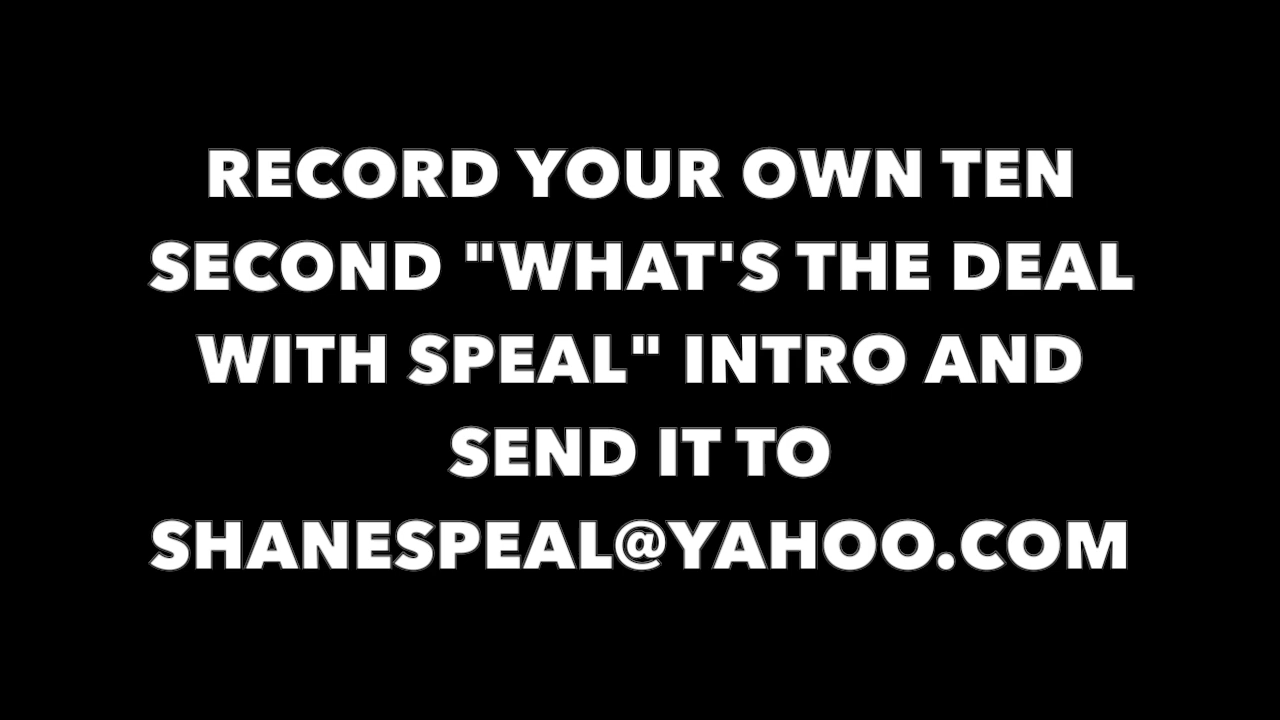 RECORD YOUR OWN TEN
SECOND "WHAT'S THE DEAL
WITH SPEAL" INTRO AND
SEND IT TO
SHANESPEAL@YAHOO.COM